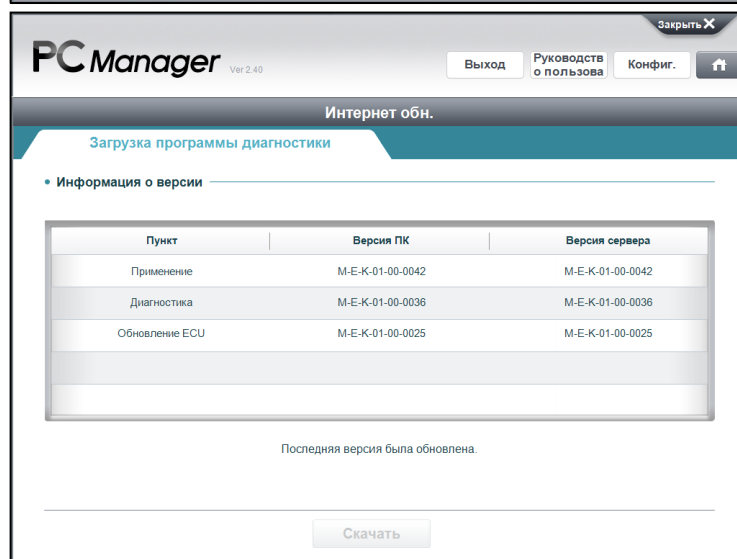 Закрыть X
PC Manager Ver 2.40
Выход
Руководств
о пользова
Конфиг.
Интернет обн.
Загрузка программы диагностики
• Информация о версии
Пункт Версия ПК Версия сервера
Применение M-E-K-01-00-0042 M-E-K-01-00-0042
Диагностика M-E-K-01-00-0036 M-E-K-01-00-0036
Обновление ECU M-E-K-01-00-0025 M-E-K-01-00-0025
Последняя версия была обновлена.
Скачать